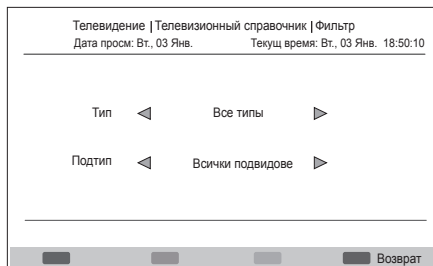 Телевидение | Телевизионный справочник | Фильтр
Дата просм: Вт., 03 Янв. Текущ время: Вт., 03 Янв. 18:50:10
Тип Все типы
Подтип Всички подвидове
Возврат